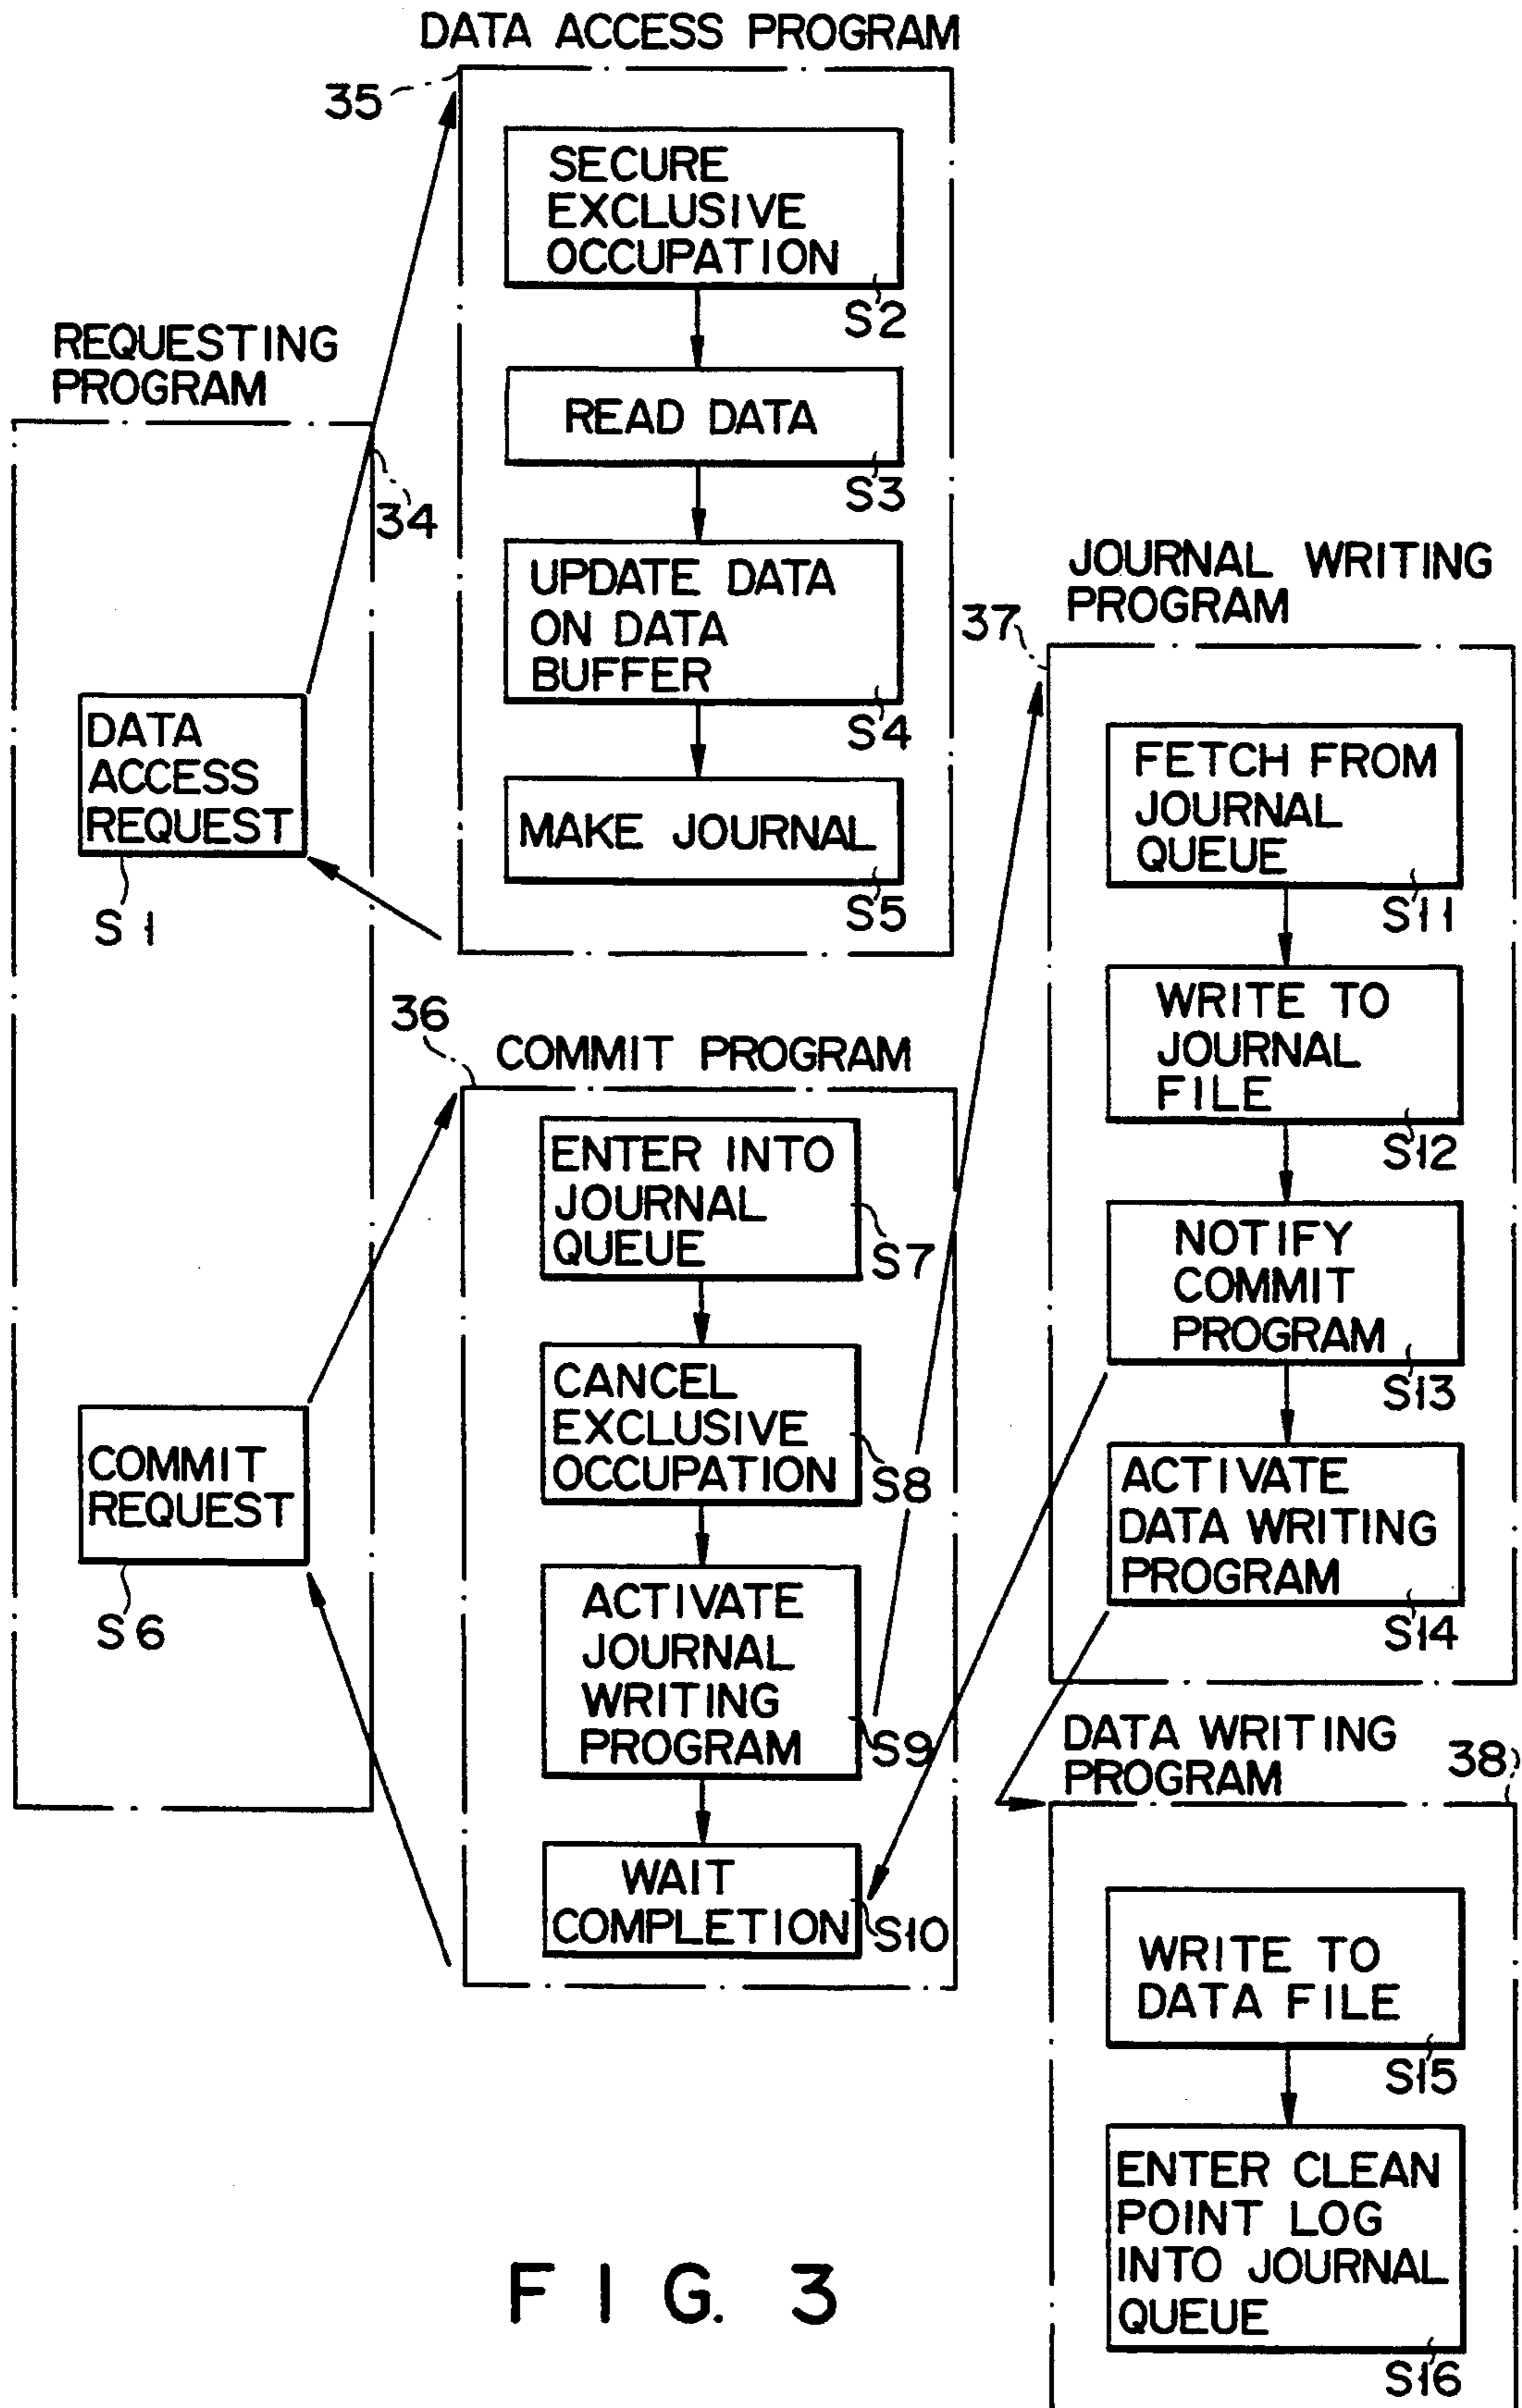 DATA ACCESS PROGRAM
35
SECURE
EXCLUSIVE
OCCUPATION
S2
READ DATA
S3
UPDATE DATA
ON DATA
BUFFER
S4
MAKE JOURNAL
S5
REQUESTING
PROGRAM
34
DATA
ACCESS
REQUEST
S1
COMMIT
REQUEST
S6
36
COMMIT PROGRAM
ENTER INTO
JOURNAL
QUEUE
S7
CANCEL
EXCLUSIVE
OCCUPATION
S8
ACTIVATE
JOURNAL
WRITING
PROGRAM
S9
WAIT
COMPLETION
S10
JOURNAL WRITING
PROGRAM
37
FETCH FROM
JOURNAL
QUEUE
S11
WRITE TO
JOURNAL
FILE
S12
NOTIFY
COMMIT
PROGRAM
S13
ACTIVATE
DATA WRITING
PROGRAM
S14
DATA WRITING
PROGRAM
38
WRITE TO
DATA FILE
S15
ENTER CLEAN
POINT LOG
INTO JOURNAL
QUEUE
S16
FIG. 3